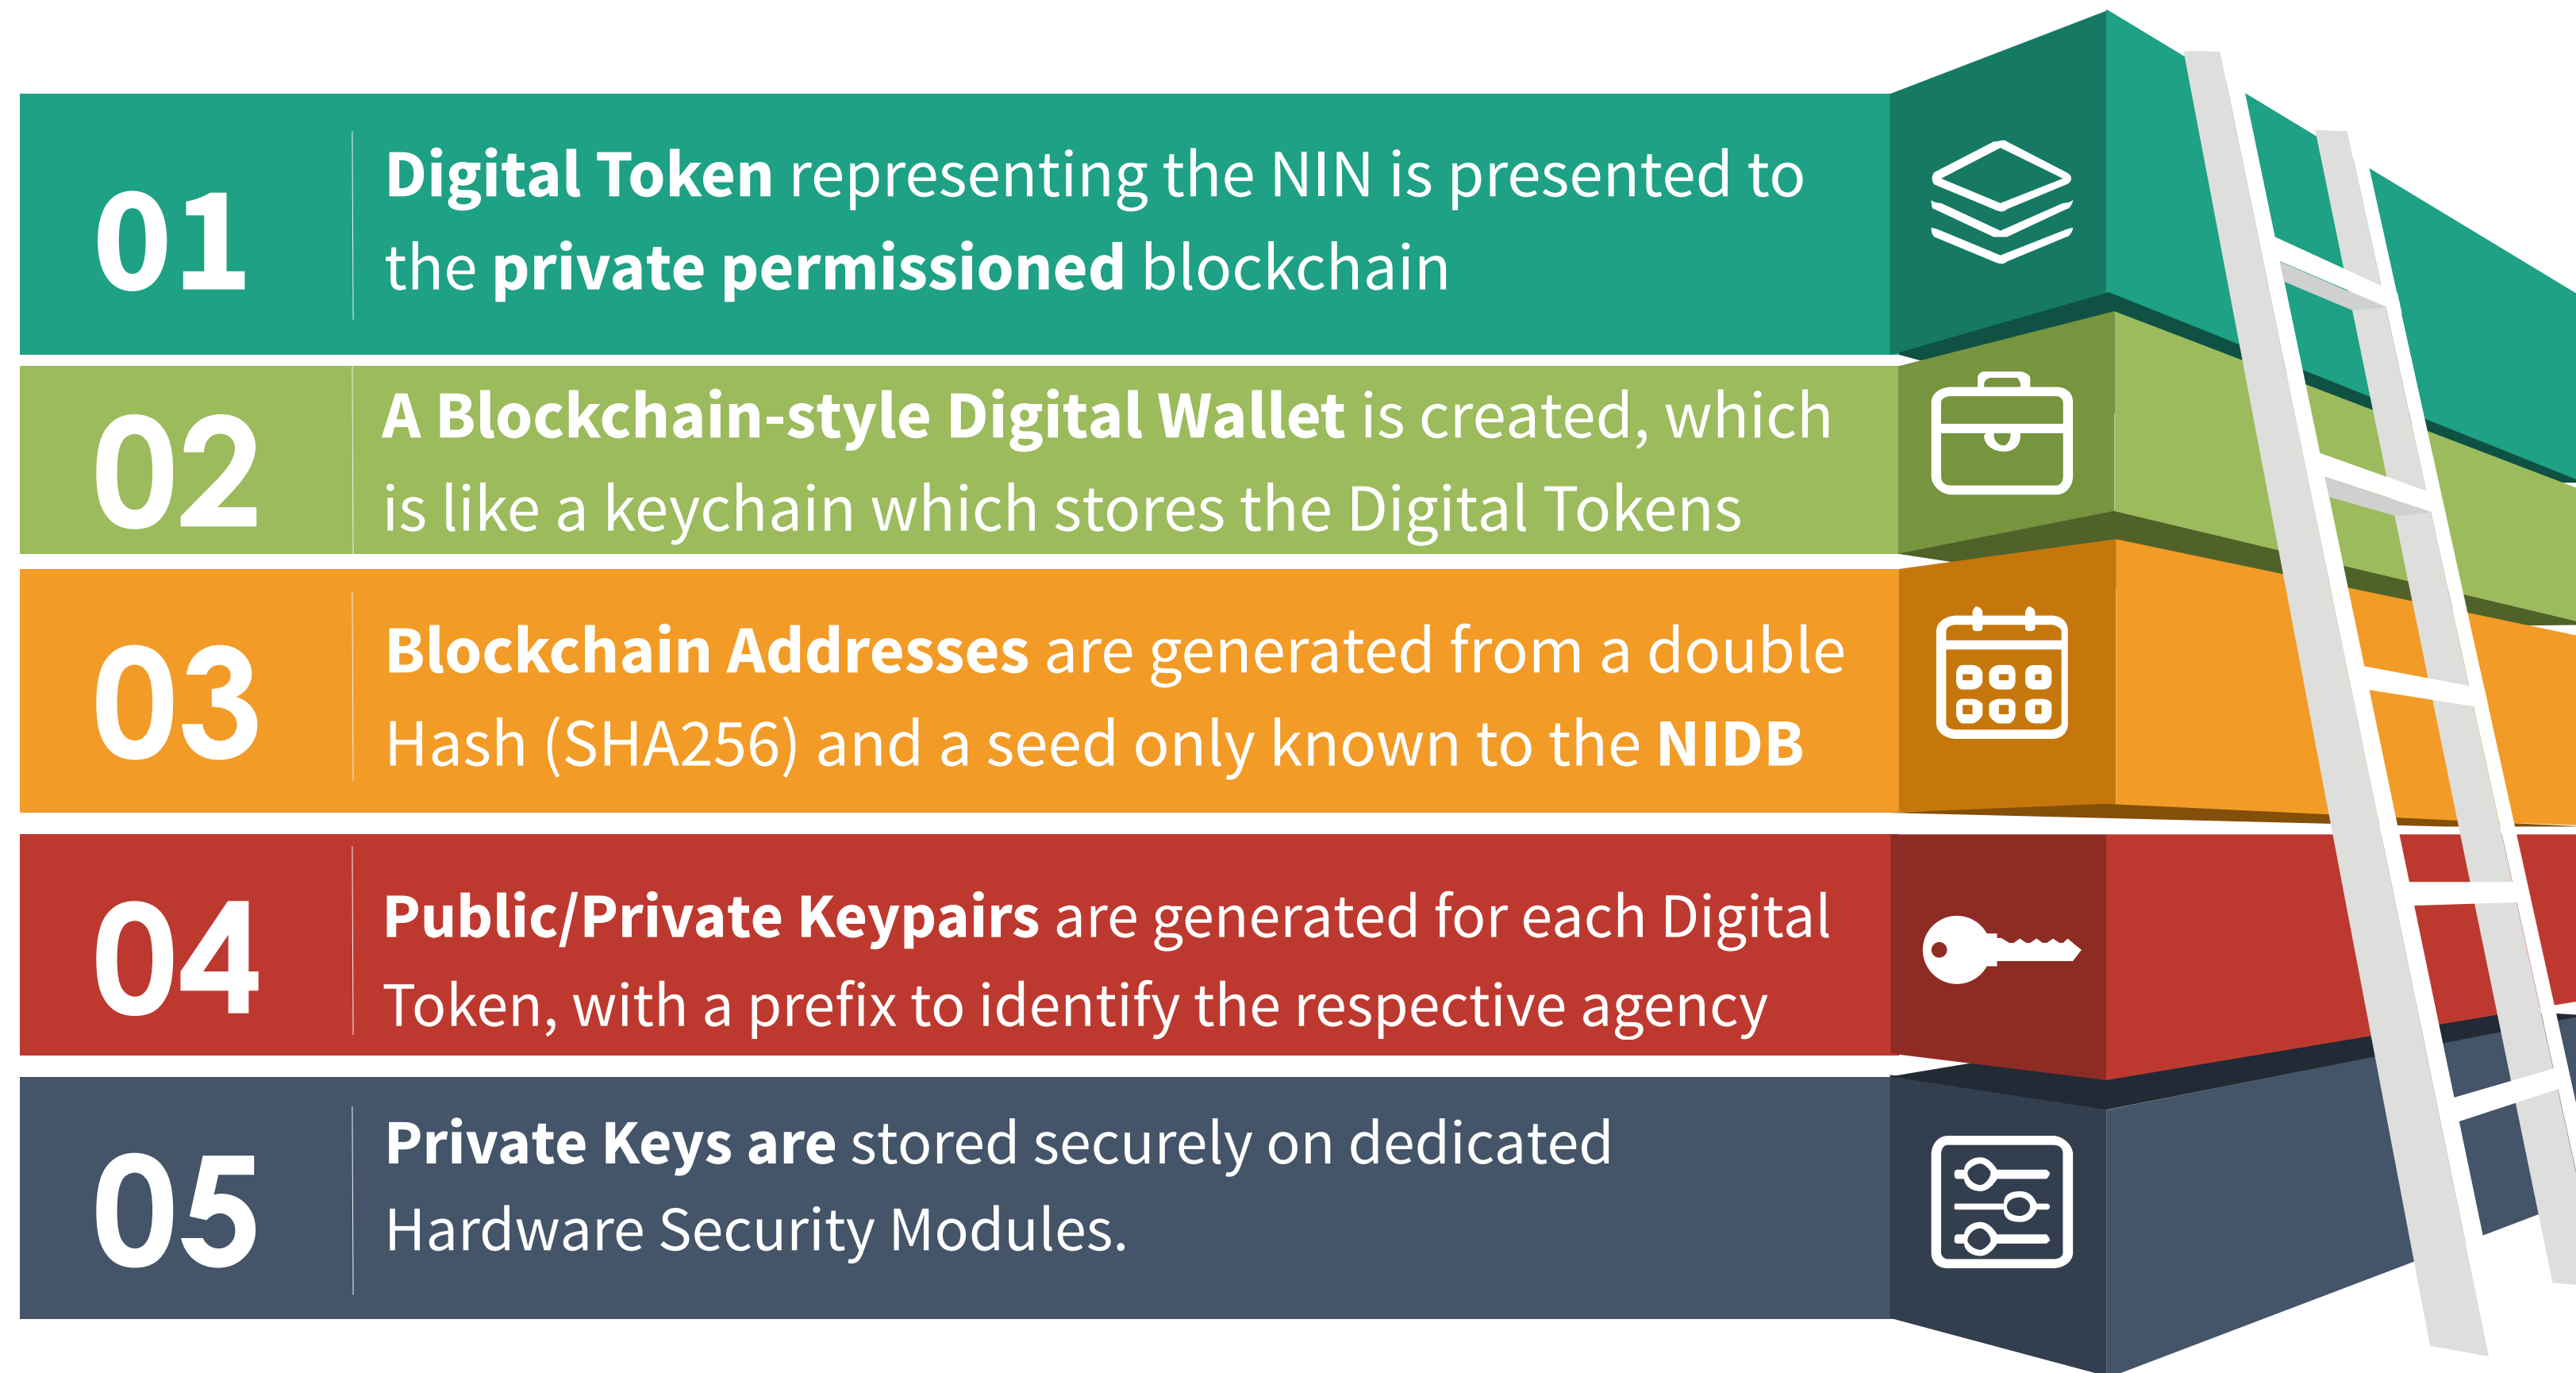 01
Digital Token representing the NIN is presented to
the private permissioned blockchain
02
A Blockchain-style Digital Wallet is created, which
is like a keychain which stores the Digital Tokens
03
Blockchain Addresses are generated from a double
Hash (SHA256) and a seed only known to the NIDB
04
Public/Private Keypairs are generated for each Digital
Token, with a prefix to identify the respective agency
05
Private Keys are stored securely on dedicated
Hardware Security Modules.